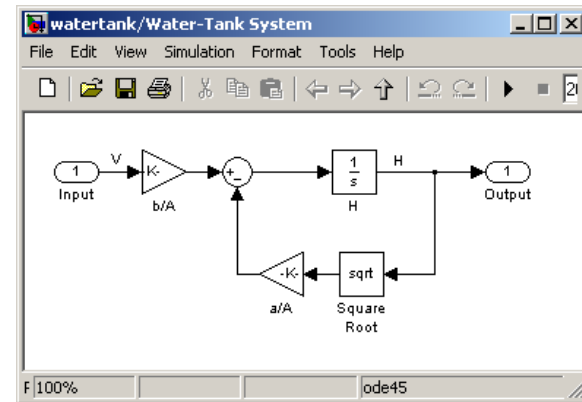 watertank/Water-Tank System
File Edit View Simulation Format Tools Help
V H
1 K- +- 1/s 1
Input b/A H Output
-K- sqrt
a/A Square
Root
100% ode45